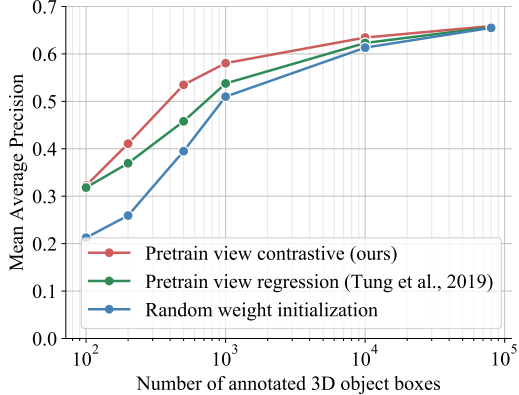 0.7
0.6
0.5
0.4
0.3
0.2
0.1
0.0
Mean Average Precision
Pretrain view contrastive (ours)
Pretrain view regression (Tung et al., 2019)
Random weight initialization
10² 10³ 10⁴ 10⁵
Number of annotated 3D object boxes